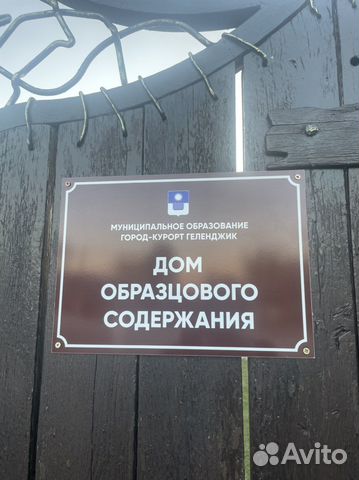 МУНИЦИПАЛЬНОЕ ОБРАЗОВАНИЕ
ГОРОД-КУРОРТ ГЕЛЕНДЖИК
ДОМ
ОБРАЗЦОВОГО
СОДЕРЖАНИЯ
Avito